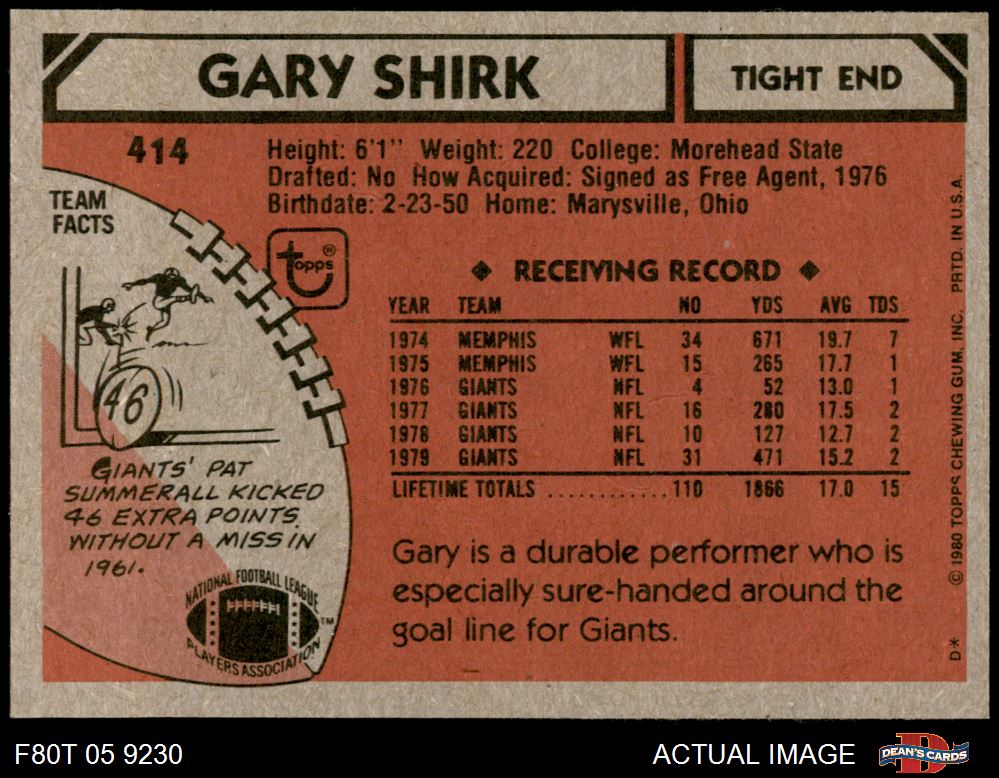 GARY SHIRK
TIGHT END
414
Height: 6'1" Weight: 220 College: Morehead State
Drafted: No How Acquired: Signed as Free Agent, 1976
Birthdate: 2-23-50 Home: Marysville, Ohio
TEAM
FACTS
topps®
46
GIANTS' PAT
SUMMERALL KICKED
46 EXTRA POINTS
WITHOUT A MISS IN
1961.
NATIONAL FOOTBALL LEAGUE
PLAYERS ASSOCIATION™
◆ RECEIVING RECORD ◆
YEAR TEAM NO YDS AVG TDS
1974 MEMPHIS WFL 34 671 19.7 7
1975 MEMPHIS WFL 15 265 17.7 1
1976 GIANTS NFL 4 52 13.0 1
1977 GIANTS NFL 16 280 17.5 2
1978 GIANTS NFL 10 127 12.7 2
1979 GIANTS NFL 31 471 15.2 2
LIFETIME TOTALS ............110 1866 17.0 15
Gary is a durable performer who is
especially sure-handed around the
goal line for Giants.
D* © 1980 TOPPS CHEWING GUM, INC. PRTD. IN U.S.A.
F80T 05 9230
ACTUAL IMAGE
D
DEAN'S CARDS